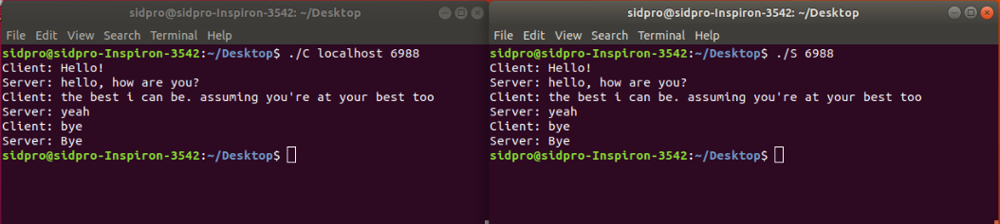 sidpro@sidpro-Inspiron-3542: ~/Desktop
File Edit View Search Terminal Help
sidpro@sidpro-Inspiron-3542:~/Desktop$ ./C localhost 6988
Client: Hello!
Server: hello, how are you?
Client: the best i can be. assuming you're at your best too
Server: yeah
Client: bye
Server: Bye
sidpro@sidpro-Inspiron-3542:~/Desktop$
sidpro@sidpro-Inspiron-3542: ~/Desktop
File Edit View Search Terminal Help
sidpro@sidpro-Inspiron-3542:~/Desktop$ ./S 6988
Client: Hello!
Server: hello, how are you?
Client: the best i can be. assuming you're at your best too
Server: yeah
Client: bye
Server: Bye
sidpro@sidpro-Inspiron-3542:~/Desktop$